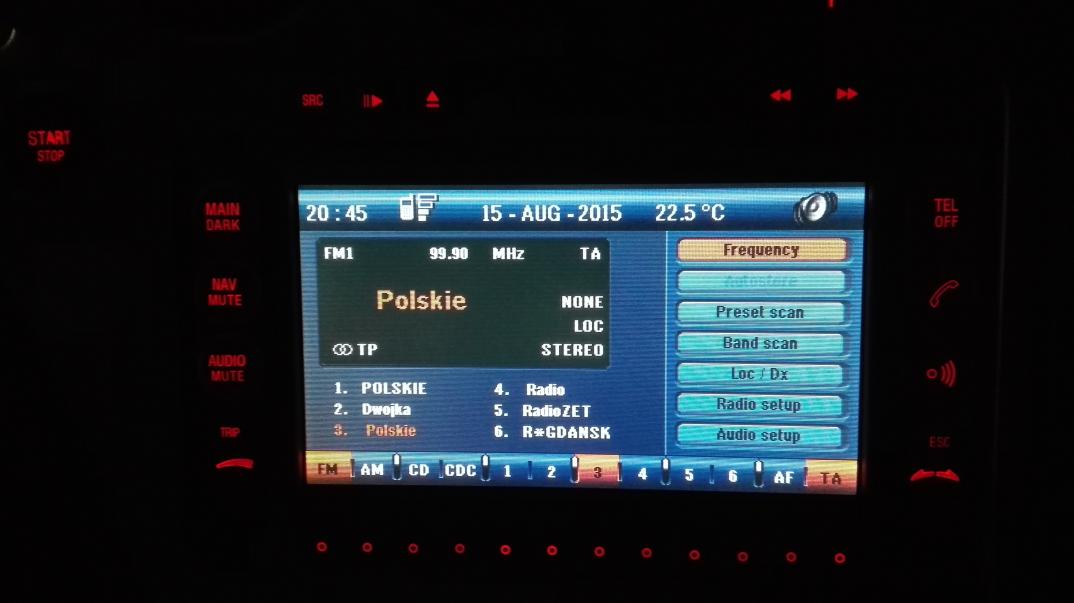 SRC
START
STOP
MAIN
DARK
20 : 45 15 - AUG - 2015 22.5 °C
TEL
OFF
FM1 99.90 MHz TA
Frequency
Autostore
NAV
MUTE
Polskie NONE
Preset scan
LOC
TP STEREO
Band scan
AUDIO
MUTE
Loc / Dx
1. POLSKIE 4. Radio
2. Dwojka 5. RadioZET
Radio setup
3. Polskie 6. R*GDANSK
Audio setup
TRIP
ESC
FM AM CD CDC 1 2 3 4 5 6 AF TA